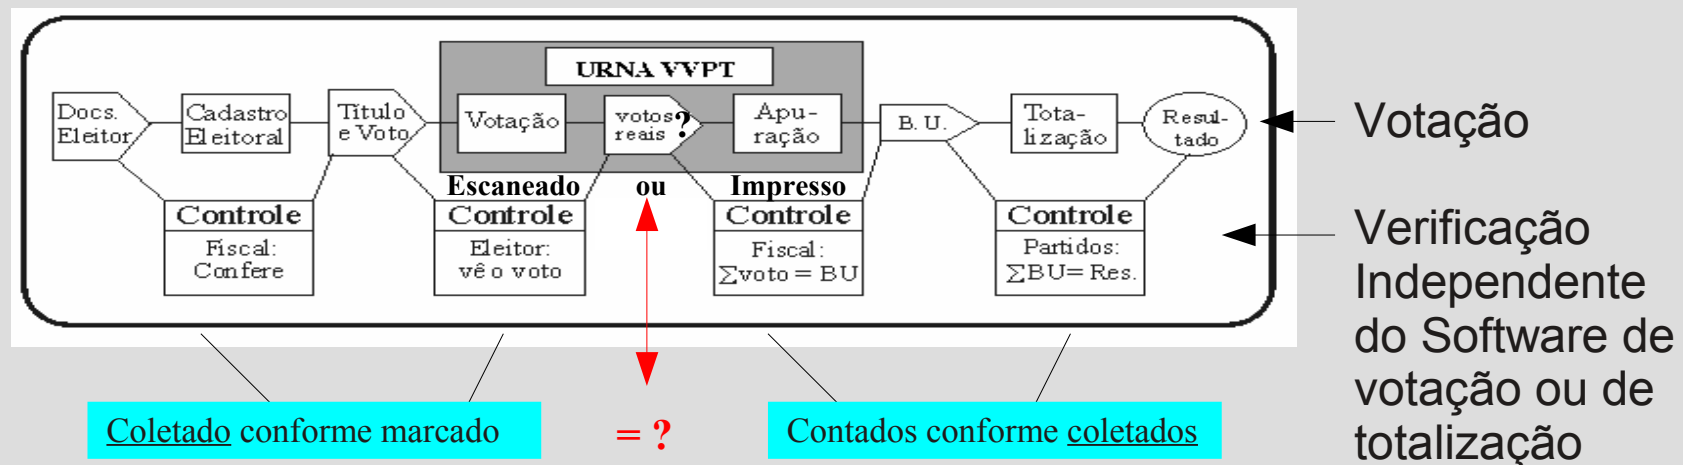 URNA VVPT
Docs.
Eleitor
Cadastro
Eleitoral
Título
e Voto
Votação
votos
reais ?
Apu-
ração
B. U.
Tota-
lização
Resul-
tado
Escaneado ou Impresso
Controle
Fiscal:
Confere
Controle
Eleitor:
vê o voto
Controle
Fiscal:
∑voto = BU
Controle
Partidos:
∑BU= Res.
Votação
Verificação
Independente
do Software de
votação ou de
totalização
Coletado conforme marcado
= ?
Contados conforme coletados